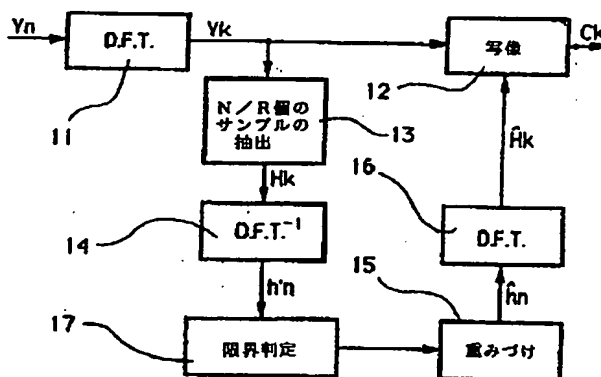 Yn
D.F.T.
Yk
写像
Ck
11
12
N/R個の
サンプルの
抽出
13
Ĥk
Hk
16
14
D.F.T.⁻¹
D.F.T.
15
h'n
ĥn
17
限界判定
重みづけ